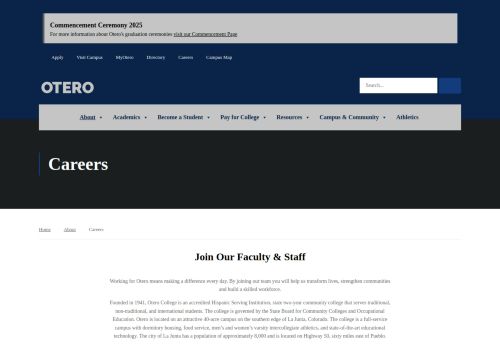 Commencement Ceremony 2025
For more information about Otero's graduation ceremonies visit our Commencement Page
Apply Visit Campus MyOtero Directory Careers Campus Map
OTERO
Search...
About Academics Become a Student Pay for College Resources Campus & Community Athletics
Careers
Home About Careers
Join Our Faculty & Staff
Working for Otero means making a difference every day. By joining our team you will help us transform lives, strengthen communities
and build a skilled workforce.
Founded in 1941, Otero College is an accredited Hispanic Serving Institution, state two-year community college that serves traditional,
non-traditional, and international students. The college is governed by the State Board for Community Colleges and Occupational
Education. Otero is located on an attractive 40-acre campus on the southern edge of La Junta, Colorado. The college is a full-service
campus with dormitory housing, food service, men's and women's varsity intercollegiate athletics, and state-of-the-art educational
technology. The city of La Junta has a population of approximately 8,000 and is located on Highway 50, sixty miles east of Pueblo